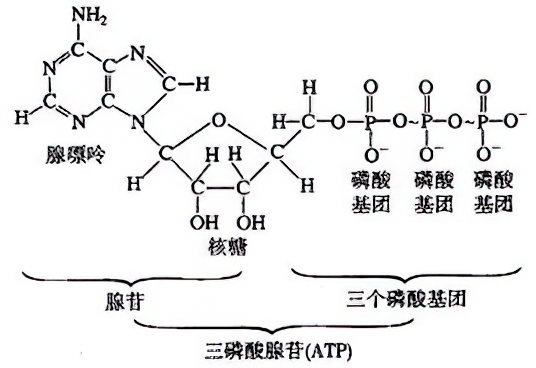 NH₂
C
N C N
C—H
HC C
N N
H
O H—C—O—P—O~P—O~P—O⁻
O O O
O⁻ O⁻ O⁻
腺嘌呤
C H H C
H C C H
OH OH
核糖
磷酸 磷酸 磷酸
基团 基团 基团
腺苷
三个磷酸基团
三磷酸腺苷(ATP)